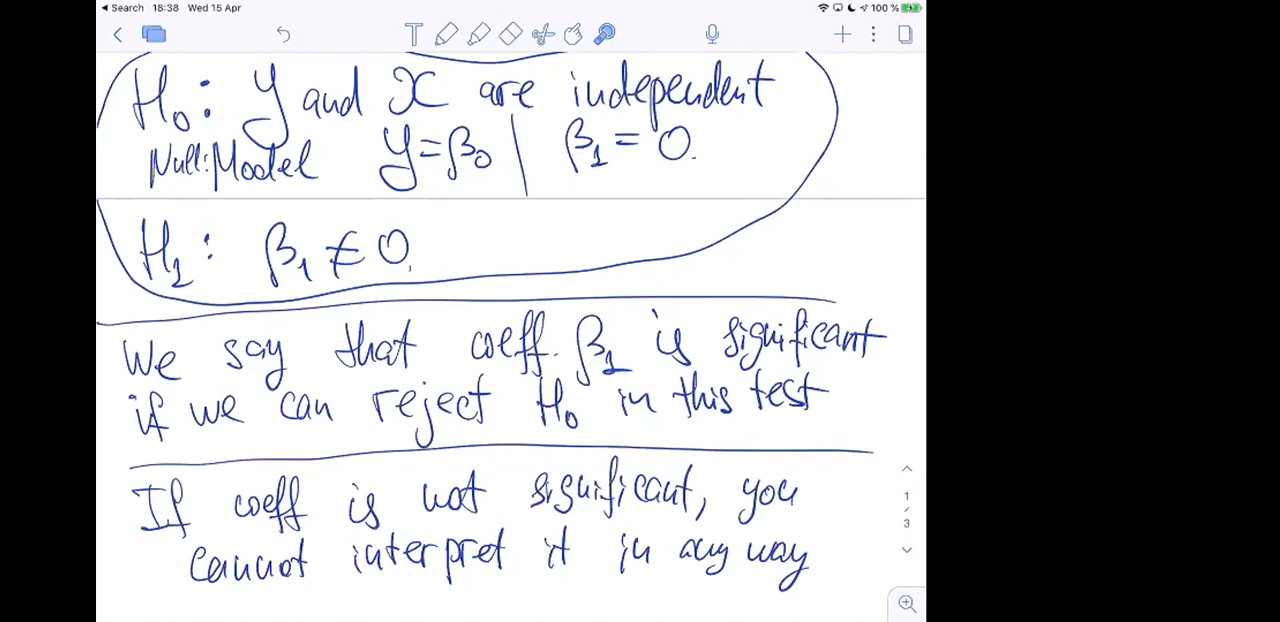 Search 18:38 Wed 15 Apr 100 %
T
H₀: Y and X are independent
Null: Model y = β₀ | β₁ = 0.
H₁: β₁ ≠ 0.
We say that coeff. β₁ is significant
if we can reject H₀ in this test
If coeff is not significant, you
cannot interpret it in any way
1 / 3